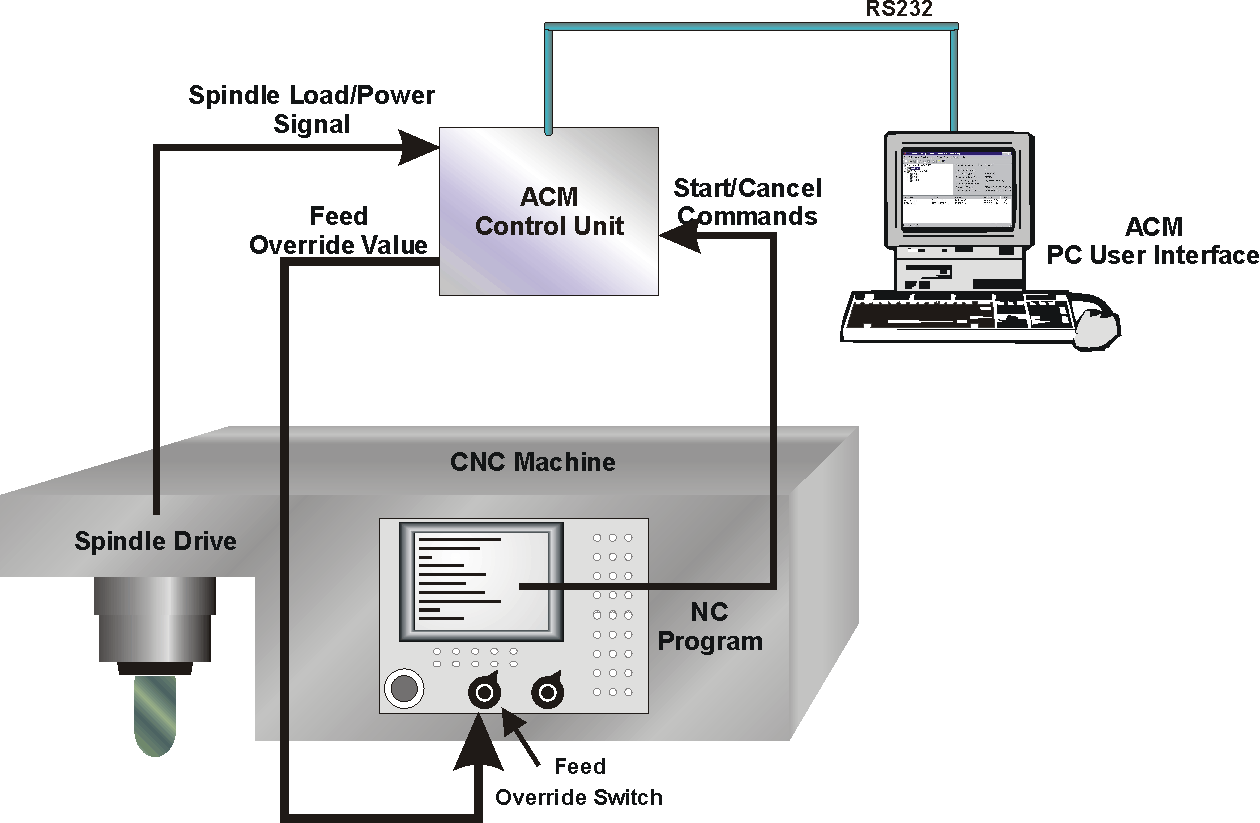 RS232
Spindle Load/Power
Signal
ACM
Control Unit
Start/Cancel
Commands
Feed
Override Value
ACM
PC User Interface
CNC Machine
Spindle Drive
NC
Program
Feed
Override Switch